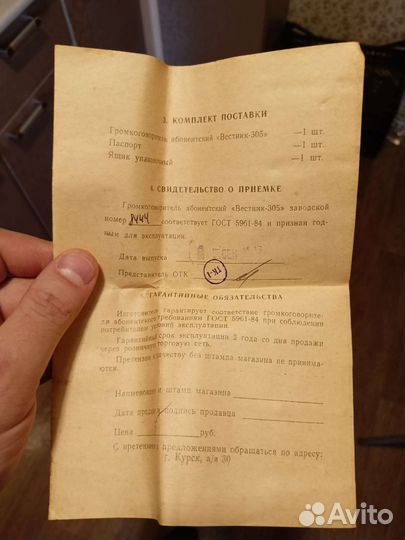 3. КОМПЛЕКТ ПОСТАВКИ
Громкоговоритель абонентский «Вестник-305» —1 шт.
Паспорт —1 шт.
Ящик упаковочный —1 шт.
4. СВИДЕТЕЛЬСТВО О ПРИЕМКЕ
Громкоговоритель абонентский «Вестник-305» заводской
номер 8444 соответствует ГОСТ 5961-84 и признан год-
ным для эксплуатации.
Дата выпуска
Представитель ОТК
5. ГАРАНТИЙНЫЕ ОБЯЗАТЕЛЬСТВА
Изготовитель гарантирует соответствие громкоговорите-
ля абонентского требованиям ГОСТ 5961-84 при соблюдении
потребителем условий эксплуатации.
Гарантийный срок эксплуатации 2 года со дня продажи
через розничную торговую сеть.
Претензии качеству без штампа магазина не принима-
ются.
штамп магазина
Дата подпись продавца
Цена руб.
С предложениями обращаться по адресу:
г. Курск, а/я 30
Avito